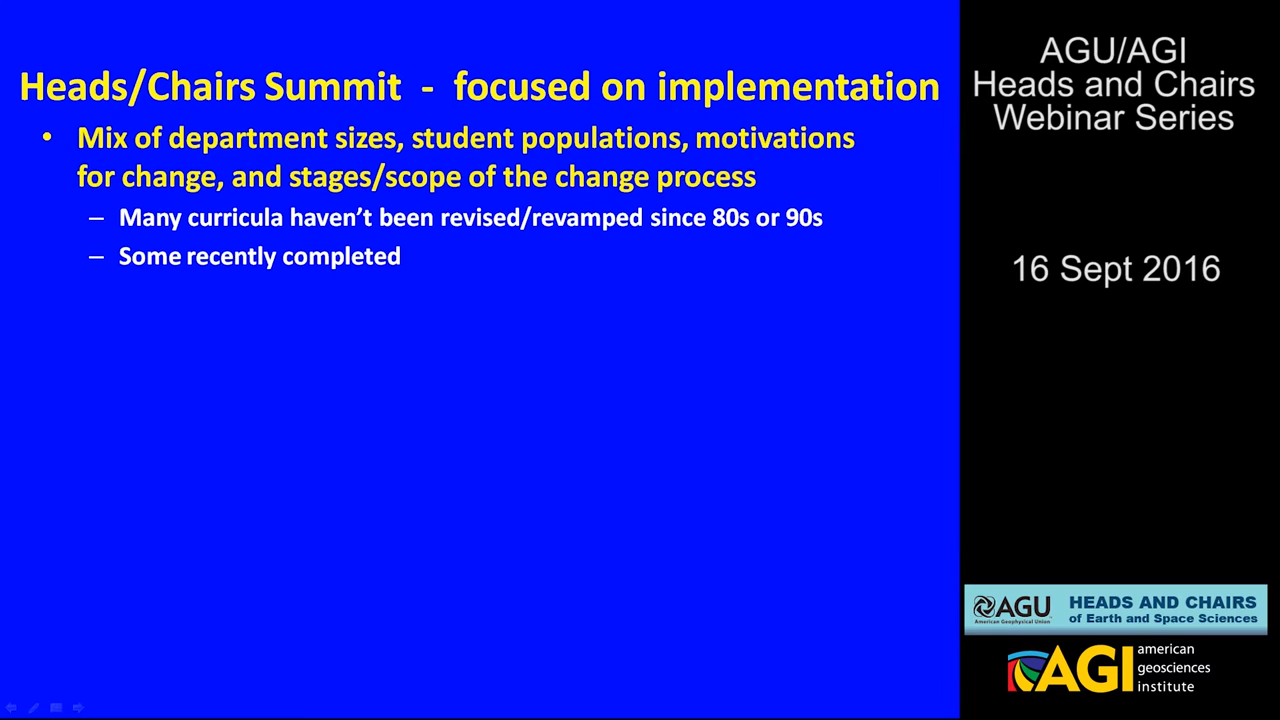 Heads/Chairs Summit - focused on implementation
• Mix of department sizes, student populations, motivations
for change, and stages/scope of the change process
– Many curricula haven't been revised/revamped since 80s or 90s
– Some recently completed
AGU/AGI
Heads and Chairs
Webinar Series
16 Sept 2016
AGU
American Geophysical Union
HEADS AND CHAIRS
of Earth and Space Sciences
AGI
american
geosciences
institute